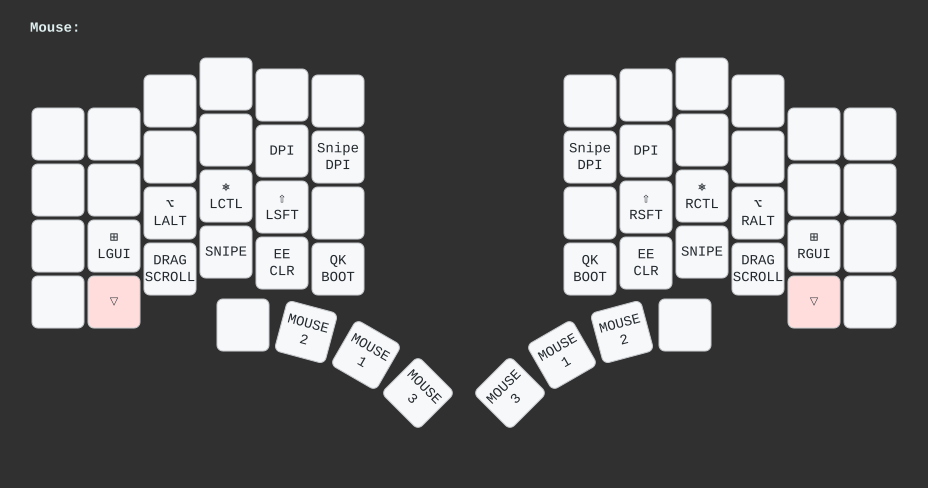 Mouse:
DPI
Snipe
DPI
Snipe
DPI
DPI
⌥
LALT
⎈
LCTL
⇧
LSFT
⇧
RSFT
⎈
RCTL
⌥
RALT
⊞
LGUI
DRAG
SCROLL
SNIPE
EE
CLR
QK
BOOT
QK
BOOT
EE
CLR
SNIPE
DRAG
SCROLL
⊞
RGUI
▽
MOUSE
2
MOUSE
1
MOUSE
3
MOUSE
3
MOUSE
1
MOUSE
2
▽